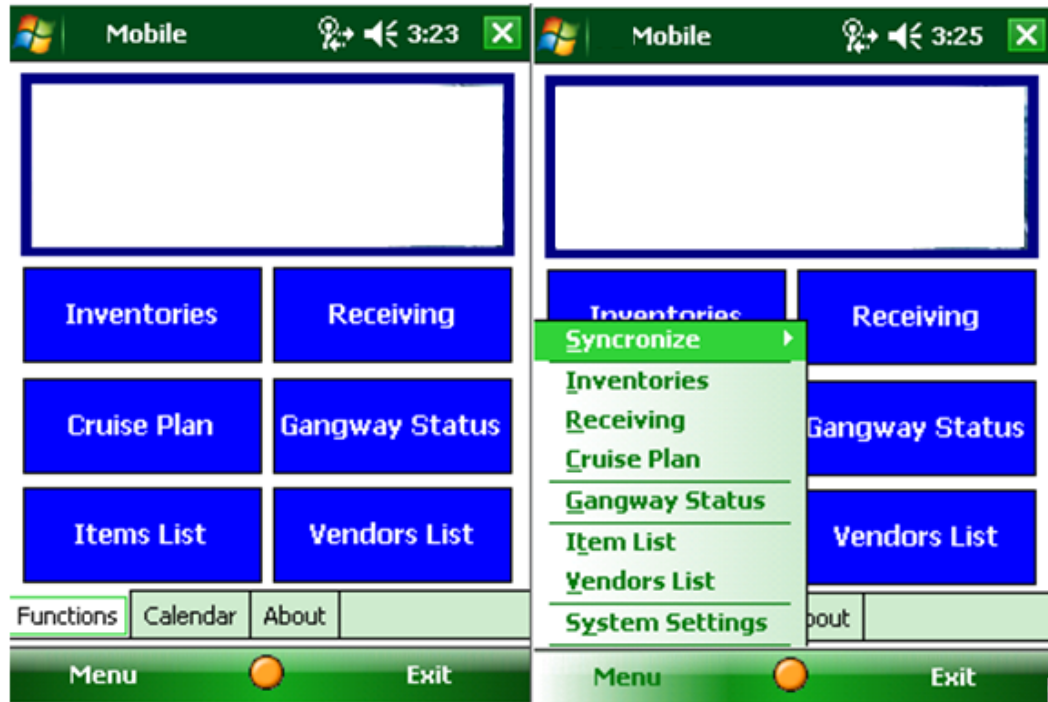 Mobile 3:23
Inventories Receiving
Cruise Plan Gangway Status
Items List Vendors List
Functions Calendar About
Menu Exit
Mobile 3:25
Inventories Receiving
Syncronize
Inventories
Receiving
Cruise Plan
Gangway Status
Gangway Status
Item List
Vendors List
Vendors List
System Settings
Menu Exit